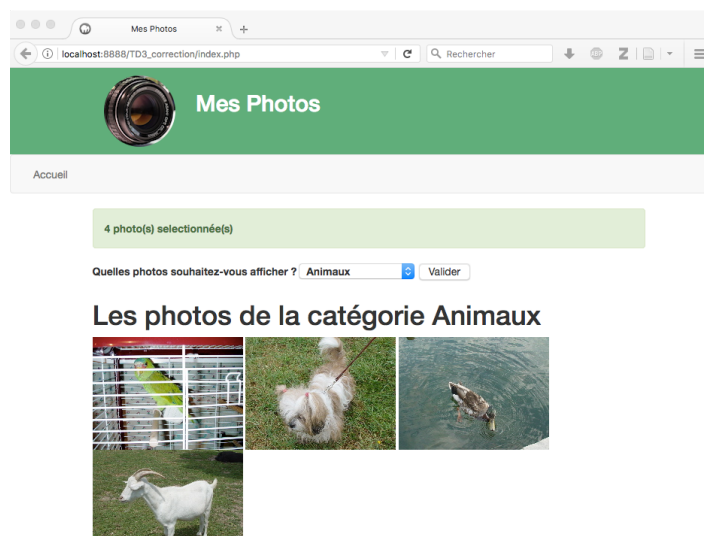 Mes Photos
localhost:8888/TD3_correction/index.php
Rechercher
Mes Photos
Accueil
4 photo(s) selectionnée(s)
Quelles photos souhaitez-vous afficher ? Animaux Valider
Les photos de la catégorie Animaux